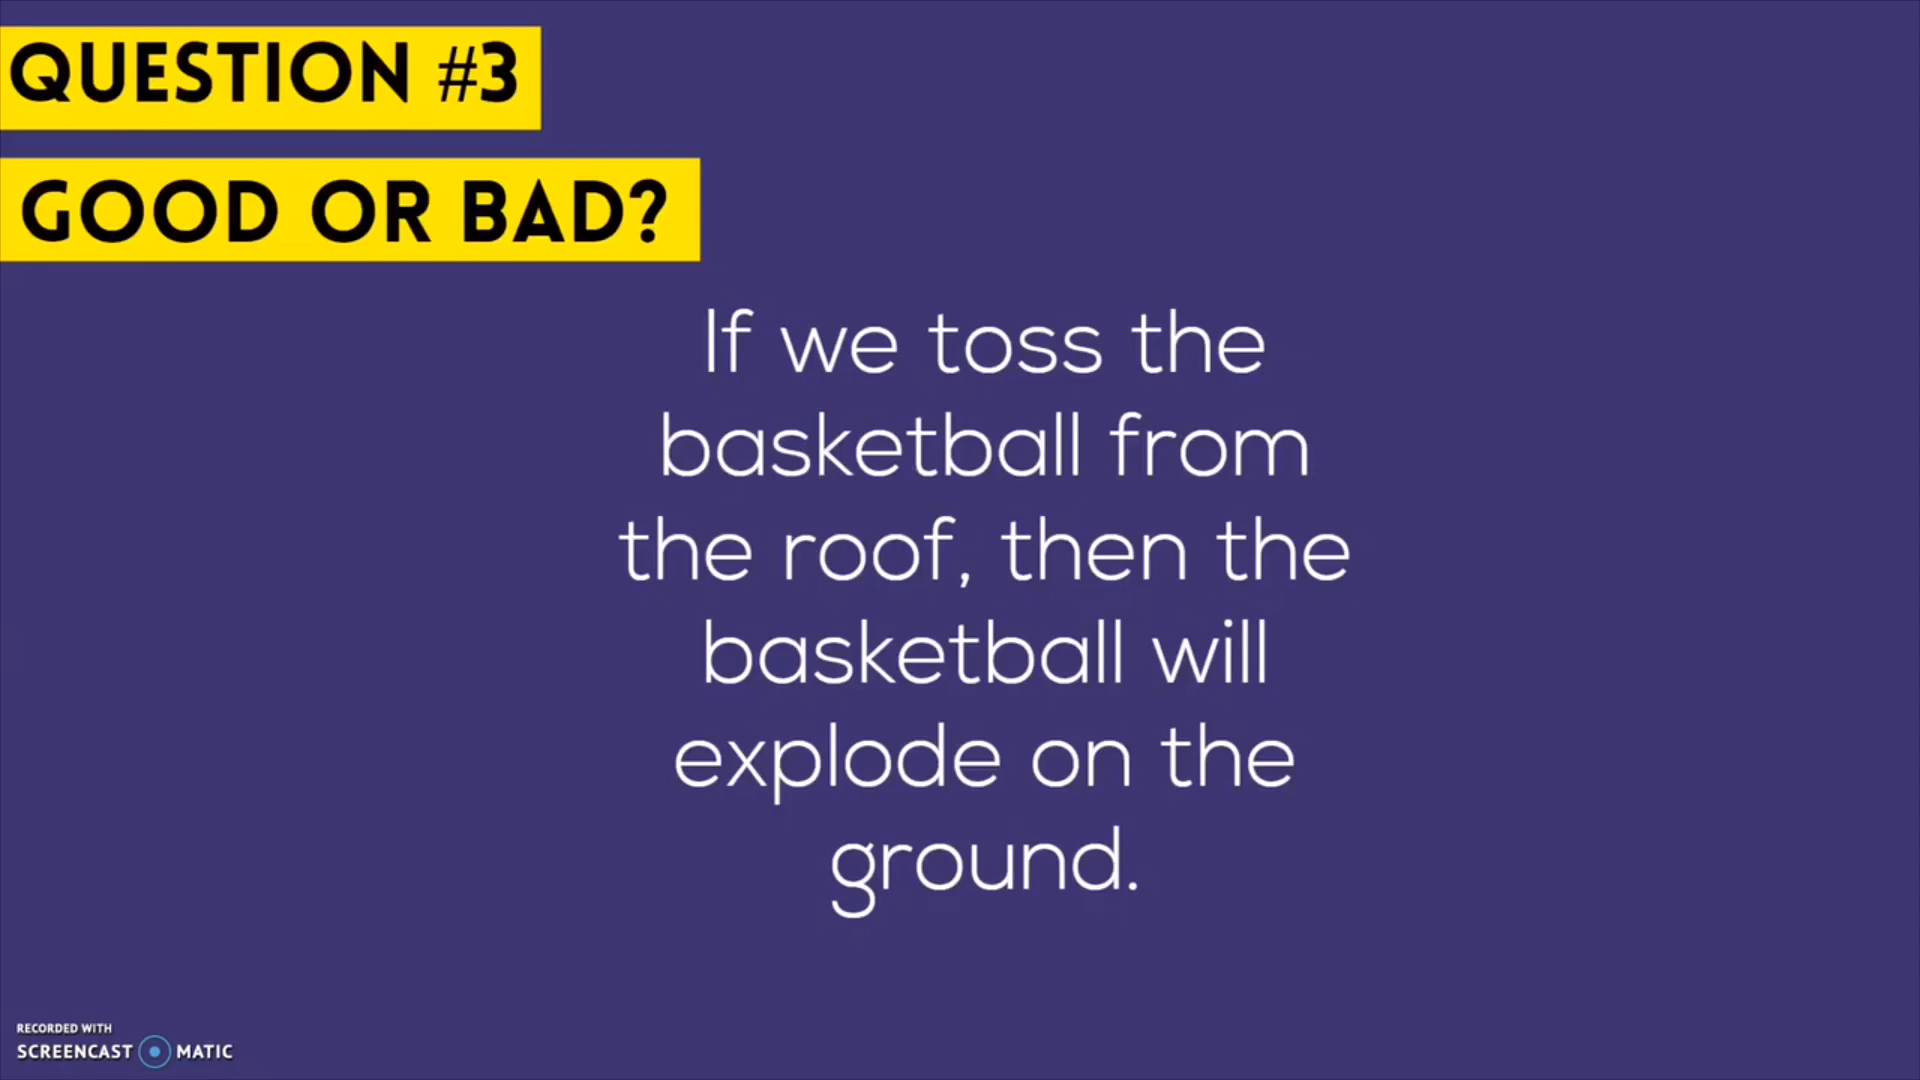 QUESTION #3
GOOD OR BAD?
If we toss the
basketball from
the roof, then the
basketball will
explode on the
ground.
RECORDED WITH
SCREENCAST MATIC